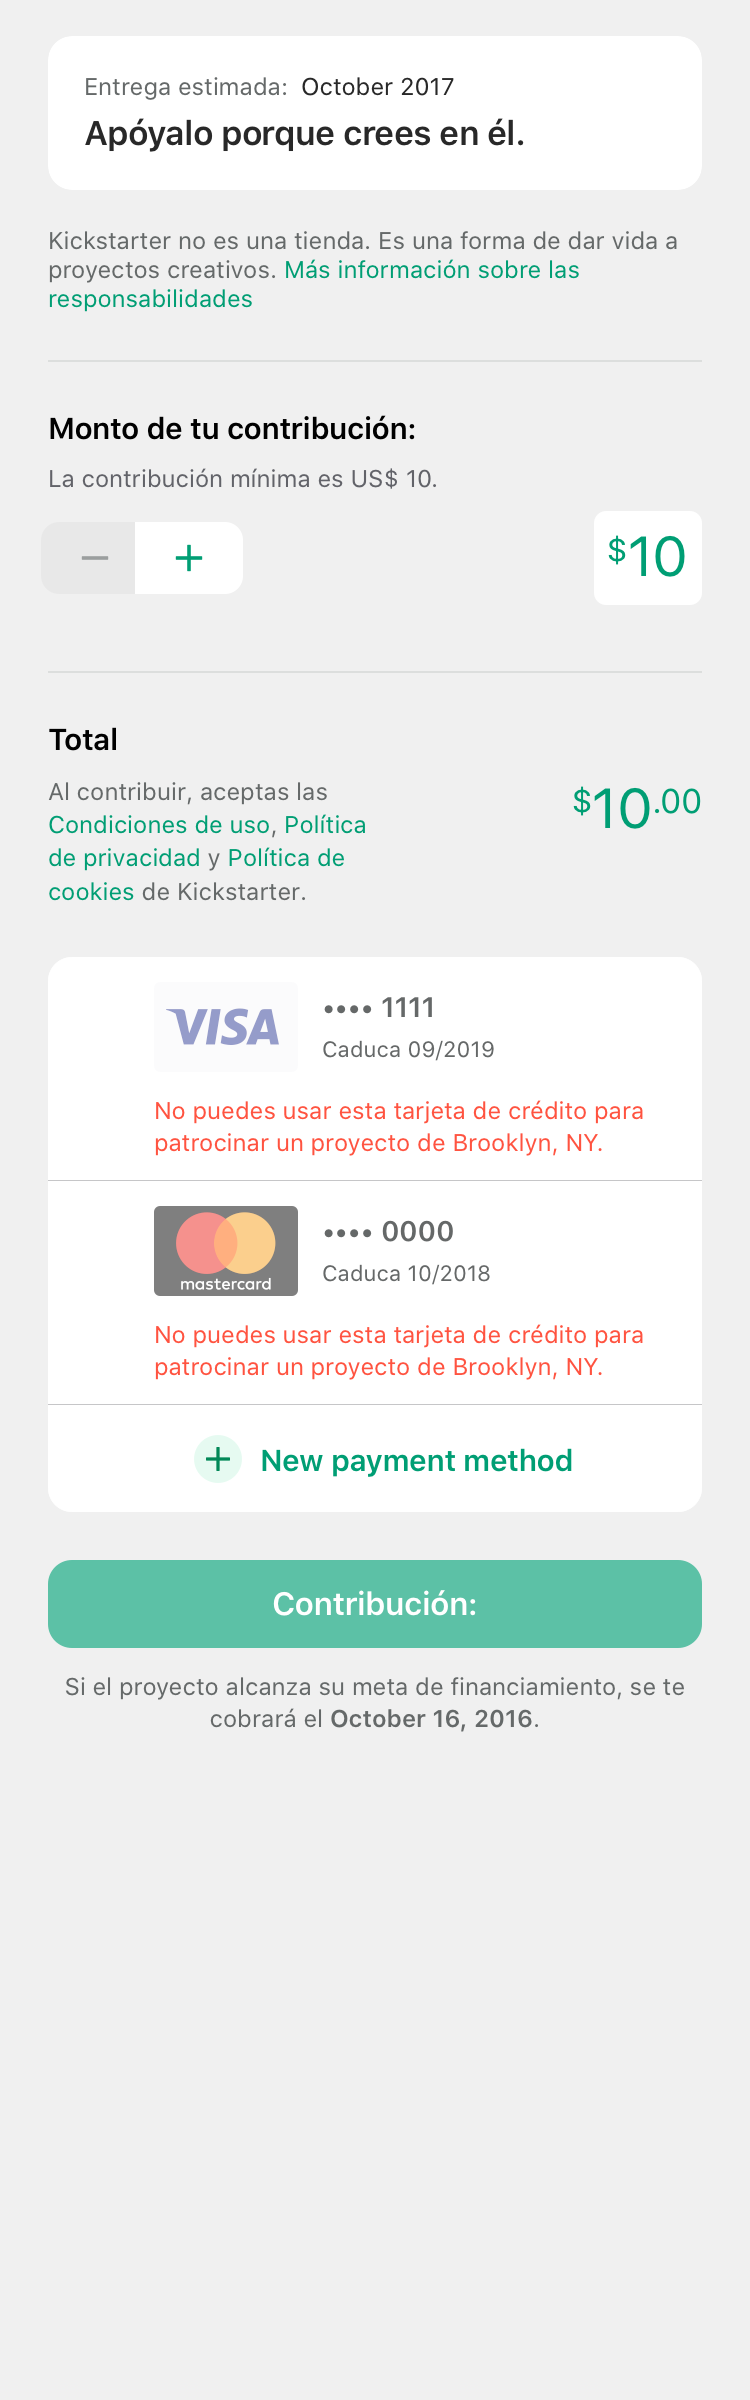 Entrega estimada: October 2017
Apóyalo porque crees en él.
Kickstarter no es una tienda. Es una forma de dar vida a
proyectos creativos. Más información sobre las
responsabilidades
Monto de tu contribución:
La contribución mínima es US$ 10.
$10
Total
Al contribuir, aceptas las
Condiciones de uso, Política
de privacidad y Política de
cookies de Kickstarter.
$10.00
VISA
•••• 1111
Caduca 09/2019
No puedes usar esta tarjeta de crédito para
patrocinar un proyecto de Brooklyn, NY.
mastercard
•••• 0000
Caduca 10/2018
No puedes usar esta tarjeta de crédito para
patrocinar un proyecto de Brooklyn, NY.
New payment method
Contribución:
Si el proyecto alcanza su meta de financiamiento, se te
cobrará el October 16, 2016.